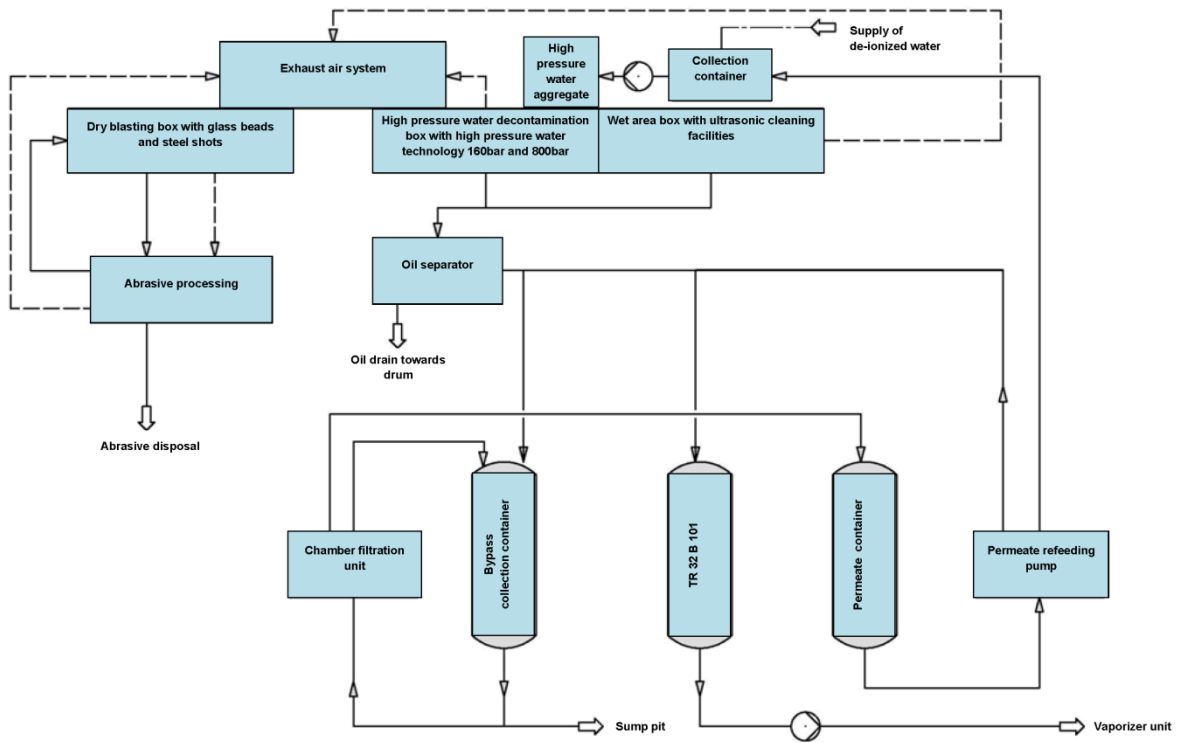 Supply of
de-ionized water
High
pressure
water
aggregate
Collection
container
Exhaust air system
Dry blasting box with glass beads
and steel shots
High pressure water decontamination
box with high pressure water
technology 160bar and 800bar
Wet area box with ultrasonic cleaning
facilities
Oil separator
Abrasive processing
Oil drain towards
drum
Abrasive disposal
Chamber filtration
unit
Bypass
collection container
TR 32 B 101
Permeate container
Permeate refeeding
pump
Sump pit
Vaporizer unit